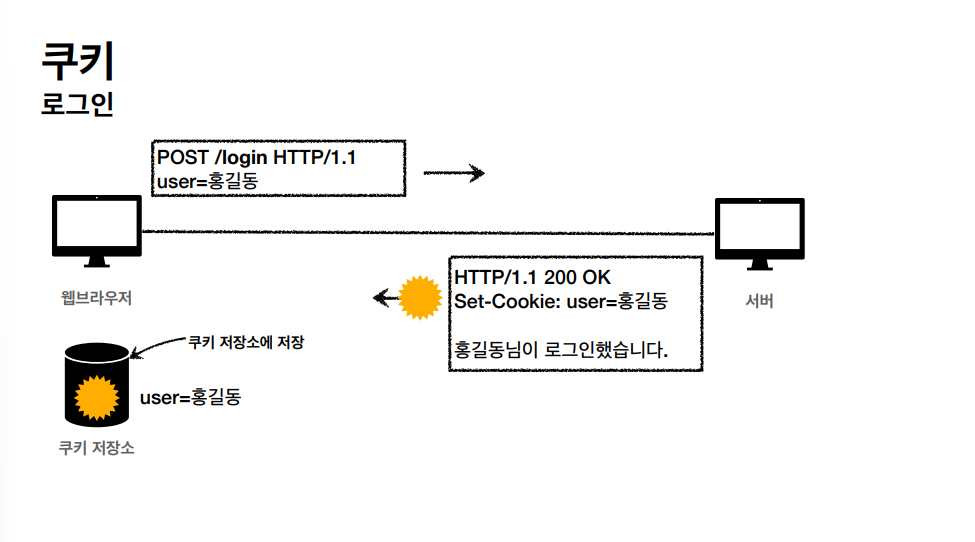 쿠키
로그인
POST /login HTTP/1.1
user=홍길동
웹브라우저
서버
HTTP/1.1 200 OK
Set-Cookie: user=홍길동
홍길동님이 로그인했습니다.
쿠키 저장소에 저장
user=홍길동
쿠키 저장소